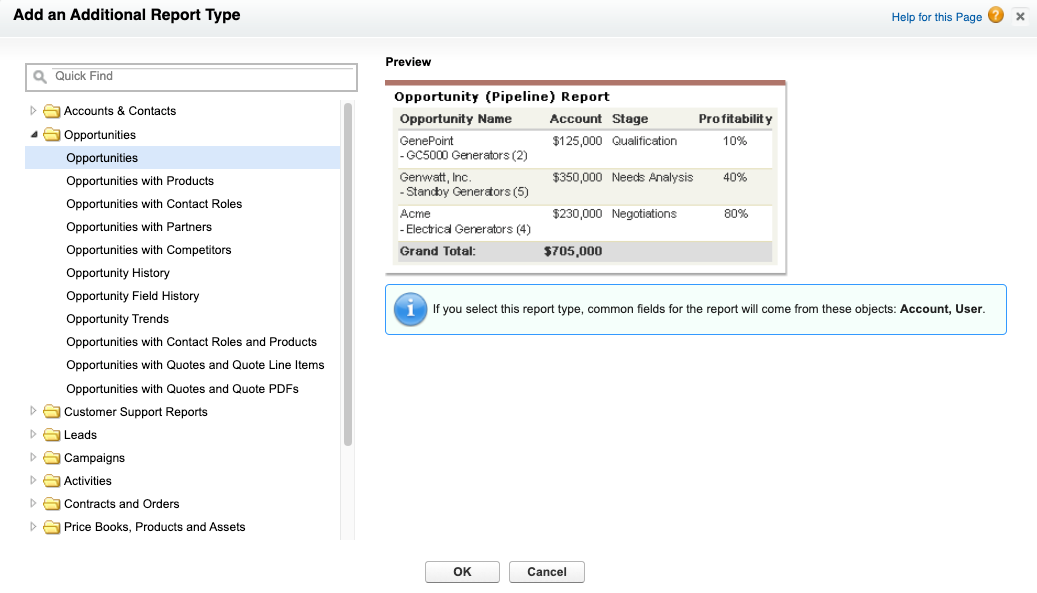 Add an Additional Report Type
Help for this Page ?
Quick Find
Accounts & Contacts
Opportunities
Opportunities
Opportunities with Products
Opportunities with Contact Roles
Opportunities with Partners
Opportunities with Competitors
Opportunity History
Opportunity Field History
Opportunity Trends
Opportunities with Contact Roles and Products
Opportunities with Quotes and Quote Line Items
Opportunities with Quotes and Quote PDFs
Customer Support Reports
Leads
Campaigns
Activities
Contracts and Orders
Price Books, Products and Assets
Preview
Opportunity (Pipeline) Report
Opportunity Name Account Stage Profitability
GenePoint $125,000 Qualification 10%
- GC5000 Generators (2)
Genwatt, Inc. $350,000 Needs Analysis 40%
- Standby Generators (5)
Acme $230,000 Negotiations 80%
- Electrical Generators (4)
Grand Total: $705,000
i If you select this report type, common fields for the report will come from these objects: Account, User.
OK Cancel